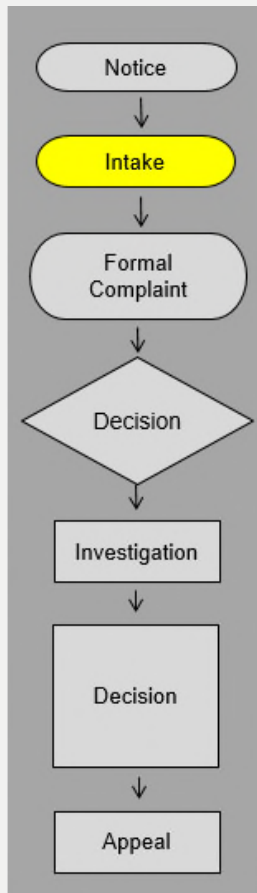 Notice
Intake
Formal
Complaint
Decision
Investigation
Decision
Appeal